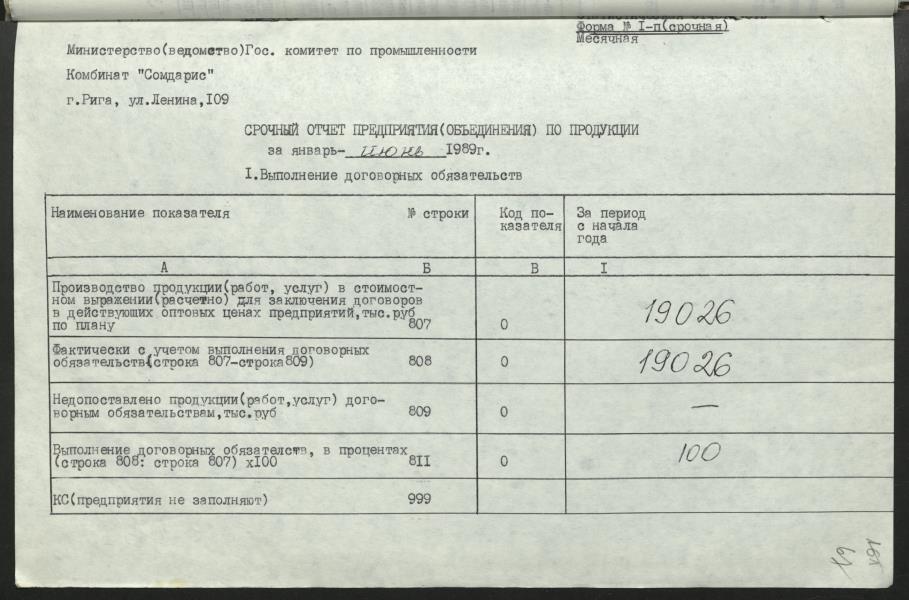 Форма № I-п(срочная)
Месячная
Министерство(ведомство)Гос. комитет по промышленности
Комбинат "Сомдарис"
г.Рига, ул.Ленина,I09
СРОЧНЫЙ ОТЧЕТ ПРЕДПРИЯТИЯ(ОБЪЕДИНЕНИЯ) ПО ПРОДУКЦИИ
за январь- июнь 1989г.
I.Выполнение договорных обязательств
Наименование показателя № строки Код по- За период
казателя с начала
года
А Б В I
Производство продукции(работ, услуг) в стоимост-
ном выражении(расчетно) для заключения договоров
в действующих оптовых ценах предприятий,тыс.руб
по плану 807 0 19026
Фактически с учетом выполнения договорных
обязательств(строка 807-строка809) 808 0 19026
Недопоставлено продукции(работ,услуг) дого-
ворным обязательствам,тыс.руб 809 0 —
Выполнение договорных обязателств, в процентах
(строка 808: строка 807) х100 8II 0 100
КС(предприятия не заполняют) 999